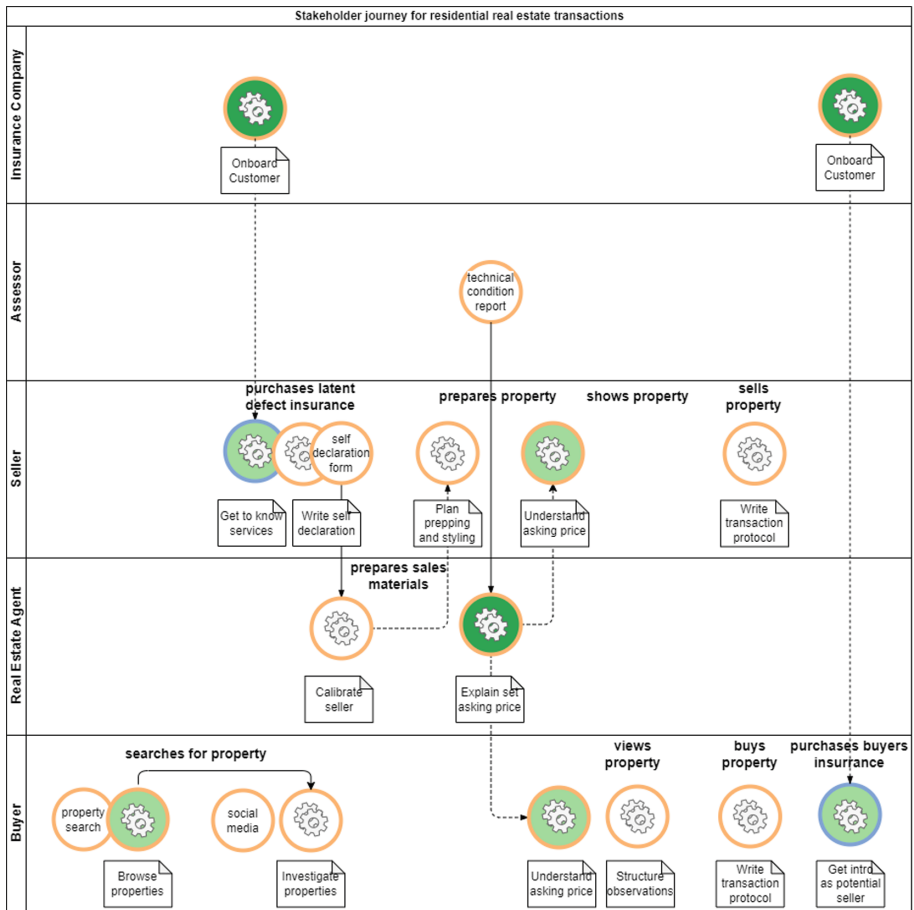 Stakeholder journey for residential real estate transactions
Insurance Company
Onboard
Customer
Onboard
Customer
Assessor
technical
condition
report
Seller
purchases latent
defect insurance
prepares property
shows property
sells
property
self
declaration
form
Get to know
services
Write self
declaration
Plan
prepping
and styling
Understand
asking price
Write
transaction
protocol
Real Estate Agent
prepares sales
materials
Calibrate
seller
Explain set
asking price
Buyer
searches for property
views
property
buys
property
purchases buyers
insurrance
property
search
social
media
Browse
properties
Investigate
properties
Understand
asking price
Structure
observations
Write
transaction
protocol
Get intro
as potential
seller